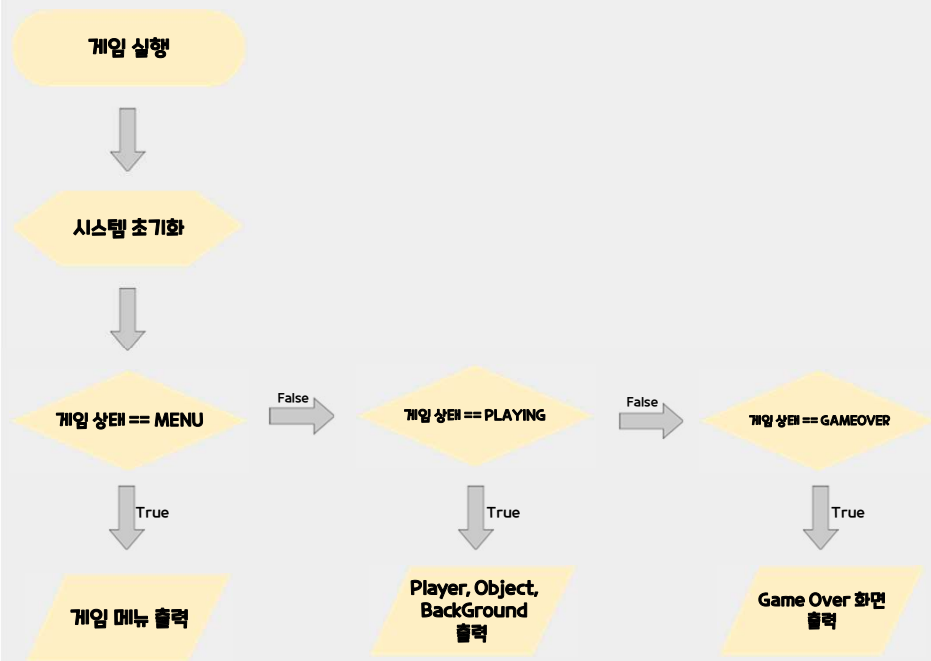 게임 실행
시스템 초기화
게임 상태 == MENU
False
게임 상태 == PLAYING
False
게임 상태 == GAMEOVER
True
True
True
게임 메뉴 출력
Player, Object,
BackGround
출력
Game Over 화면
출력